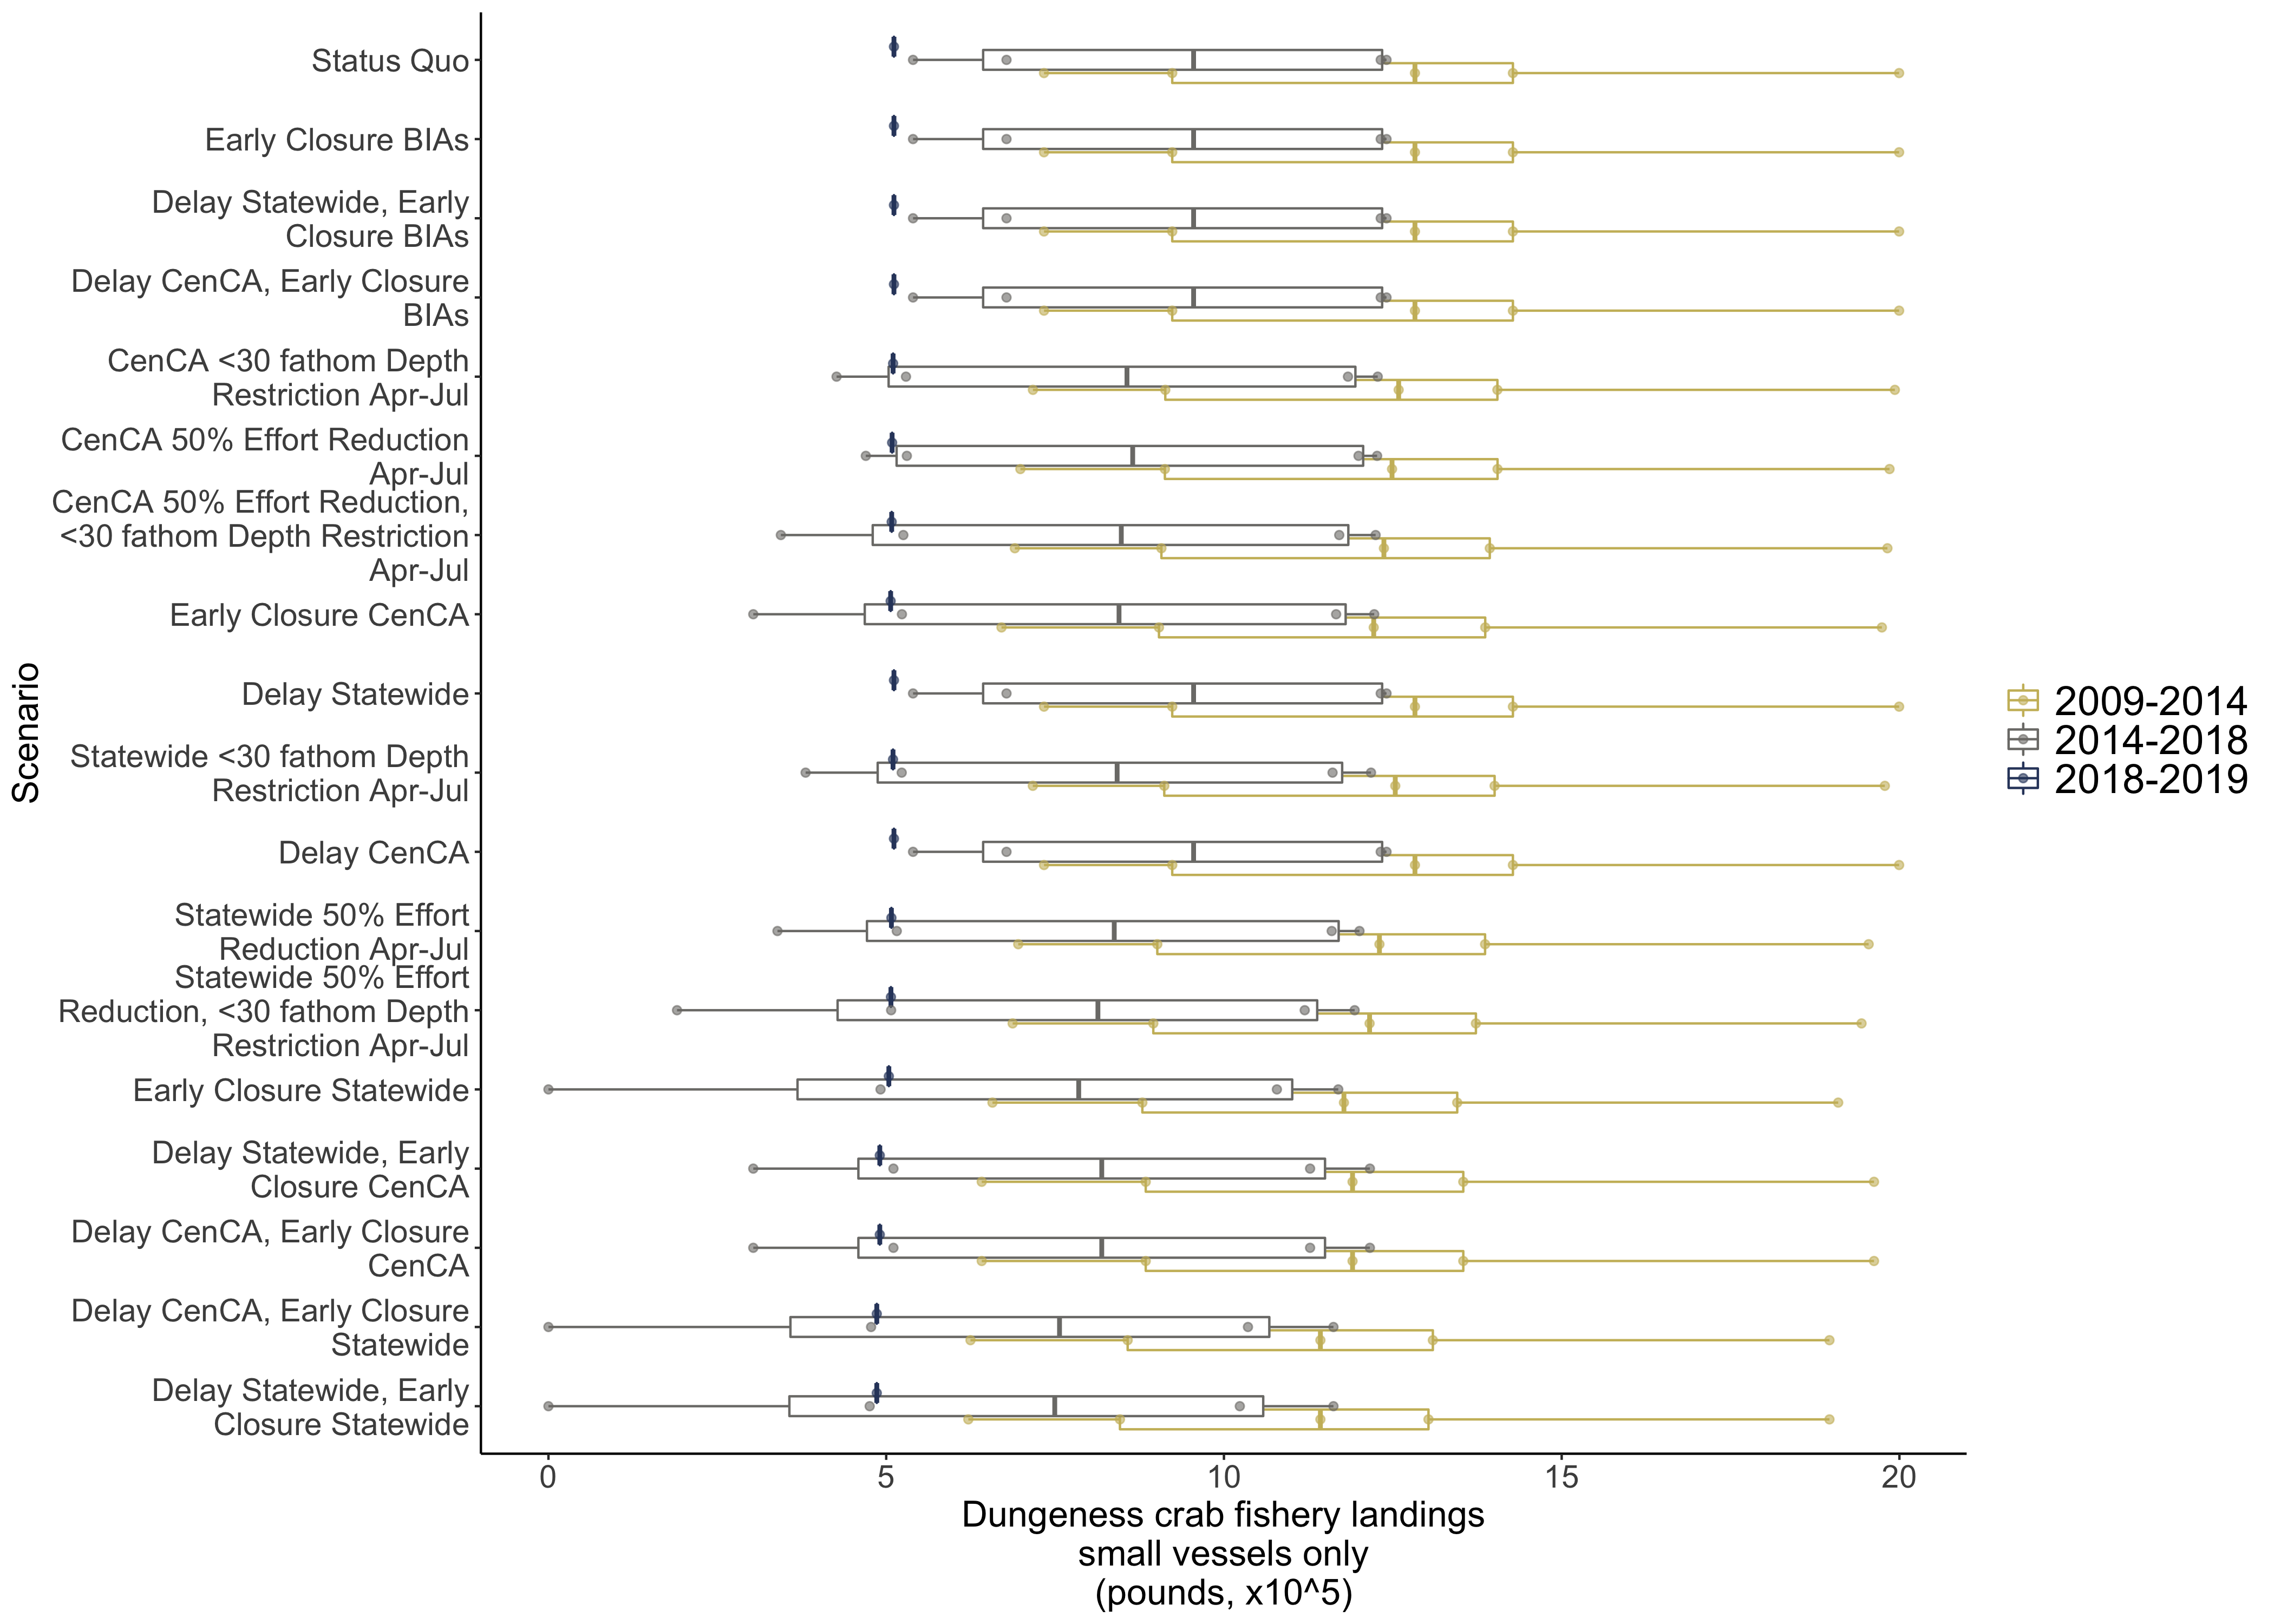 Status Quo
Early Closure BIAs
Delay Statewide, Early
Closure BIAs
Delay CenCA, Early Closure
BIAs
CenCA <30 fathom Depth
Restriction Apr-Jul
CenCA 50% Effort Reduction
Apr-Jul
CenCA 50% Effort Reduction,
<30 fathom Depth Restriction
Apr-Jul
Early Closure CenCA
Delay Statewide
Statewide <30 fathom Depth
Restriction Apr-Jul
Delay CenCA
Statewide 50% Effort
Reduction Apr-Jul
Statewide 50% Effort
Reduction, <30 fathom Depth
Restriction Apr-Jul
Early Closure Statewide
Delay Statewide, Early
Closure CenCA
Delay CenCA, Early Closure
CenCA
Delay CenCA, Early Closure
Statewide
Delay Statewide, Early
Closure Statewide
Scenario
0 5 10 15 20
Dungeness crab fishery landings
small vessels only
(pounds, x10^5)
2009-2014
2014-2018
2018-2019